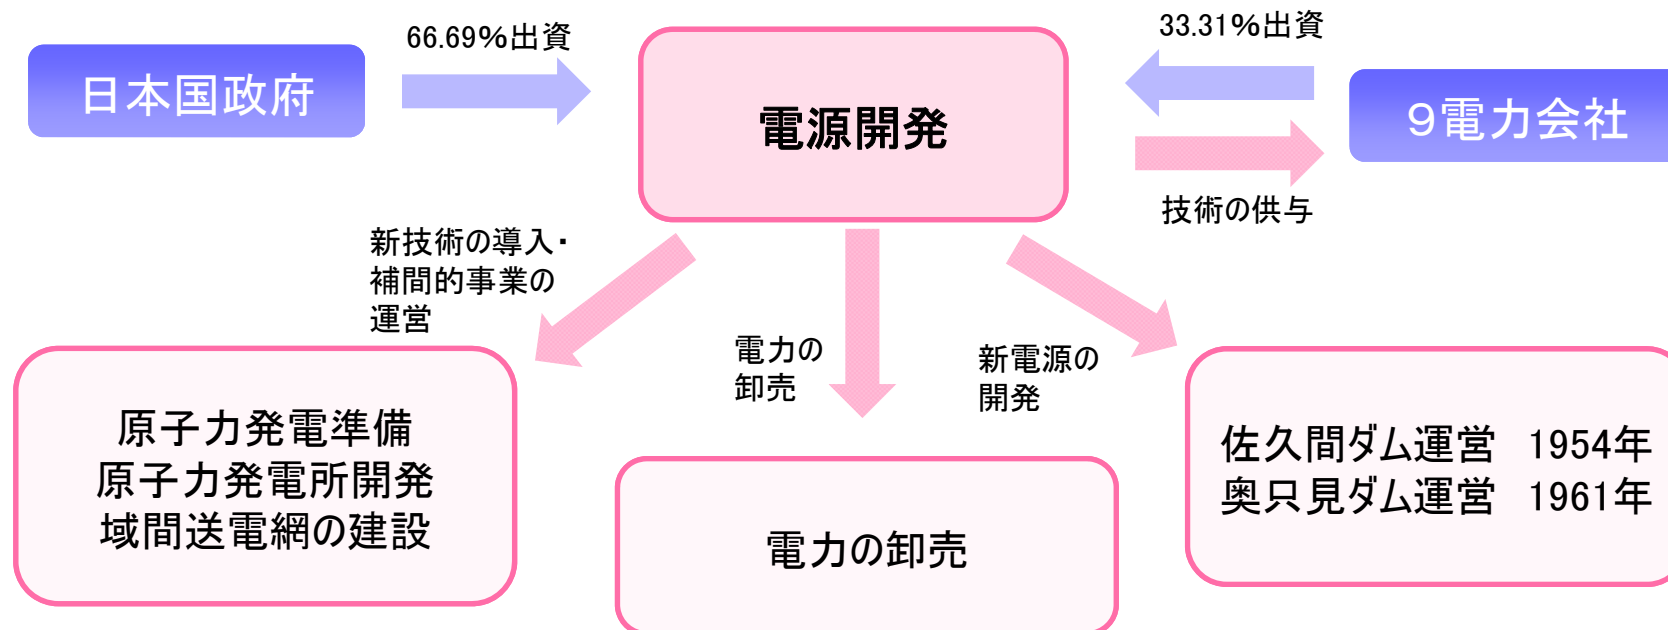 66.69%出資
33.31%出資
日本国政府
電源開発
９電力会社
技術の供与
新技術の導入・
補間的事業の
運営
電力の
卸売
新電源の
開発
原子力発電準備
原子力発電所開発
域間送電網の建設
電力の卸売
佐久間ダム運営　1954年
奥只見ダム運営　1961年